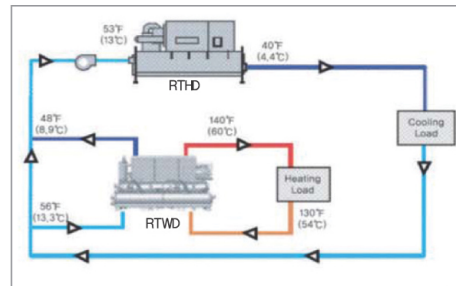 53°F
(13°C)
40°F
(4,4°C)
RTHD
48°F
(8,9°C)
140°F
(60°C)
Cooling
Load
Heating
Load
56°F
(13,3°C)
RTWD
130°F
(54°C)